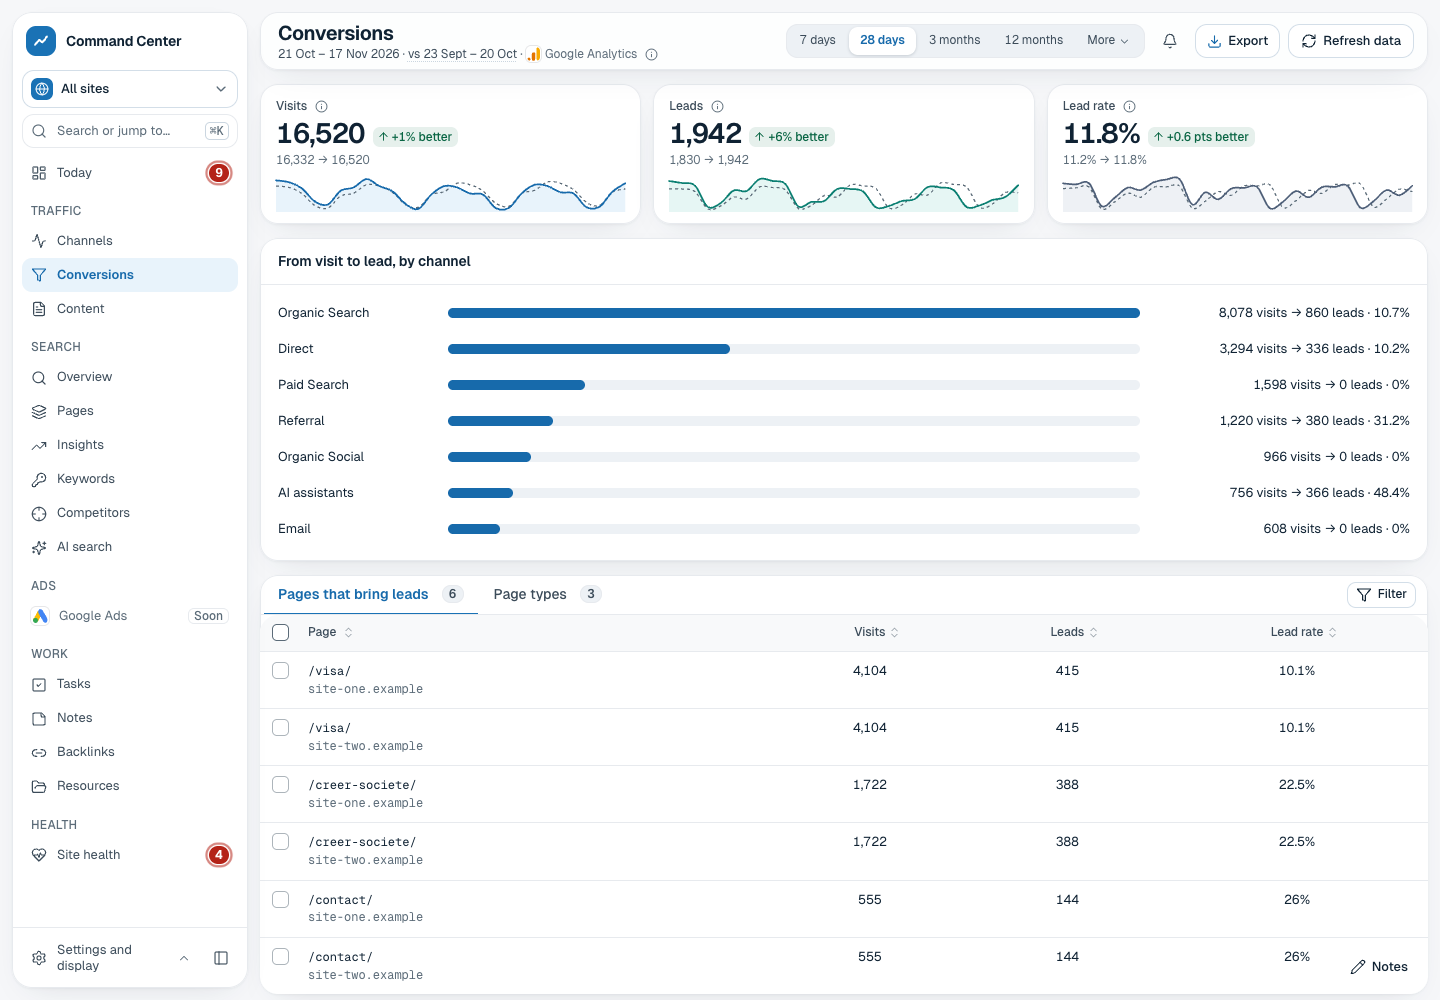 Command Center
All sites
Search or jump to…
⌘K
Today
9
TRAFFIC
Channels
Conversions
Content
SEARCH
Overview
Pages
Insights
Keywords
Competitors
AI search
ADS
Google Ads
Soon
WORK
Tasks
Notes
Backlinks
Resources
HEALTH
Site health
4
Settings and
display
Conversions
21 Oct – 17 Nov 2026 · vs 23 Sept – 20 Oct · Google Analytics
7 days
28 days
3 months
12 months
More
Export
Refresh data
Visits
16,520
↑ +1% better
16,332 → 16,520
Leads
1,942
↑ +6% better
1,830 → 1,942
Lead rate
11.8%
↑ +0.6 pts better
11.2% → 11.8%
From visit to lead, by channel
Organic Search
8,078 visits → 860 leads · 10.7%
Direct
3,294 visits → 336 leads · 10.2%
Paid Search
1,598 visits → 0 leads · 0%
Referral
1,220 visits → 380 leads · 31.2%
Organic Social
966 visits → 0 leads · 0%
AI assistants
756 visits → 366 leads · 48.4%
Email
608 visits → 0 leads · 0%
Pages that bring leads 6
Page types 3
Filter
Page Visits Leads Lead rate
/visa/ 4,104 415 10.1%
site-one.example
/visa/ 4,104 415 10.1%
site-two.example
/creer-societe/ 1,722 388 22.5%
site-one.example
/creer-societe/ 1,722 388 22.5%
site-two.example
/contact/ 555 144 26%
site-one.example
/contact/ 555 144 26%
site-two.example
Notes